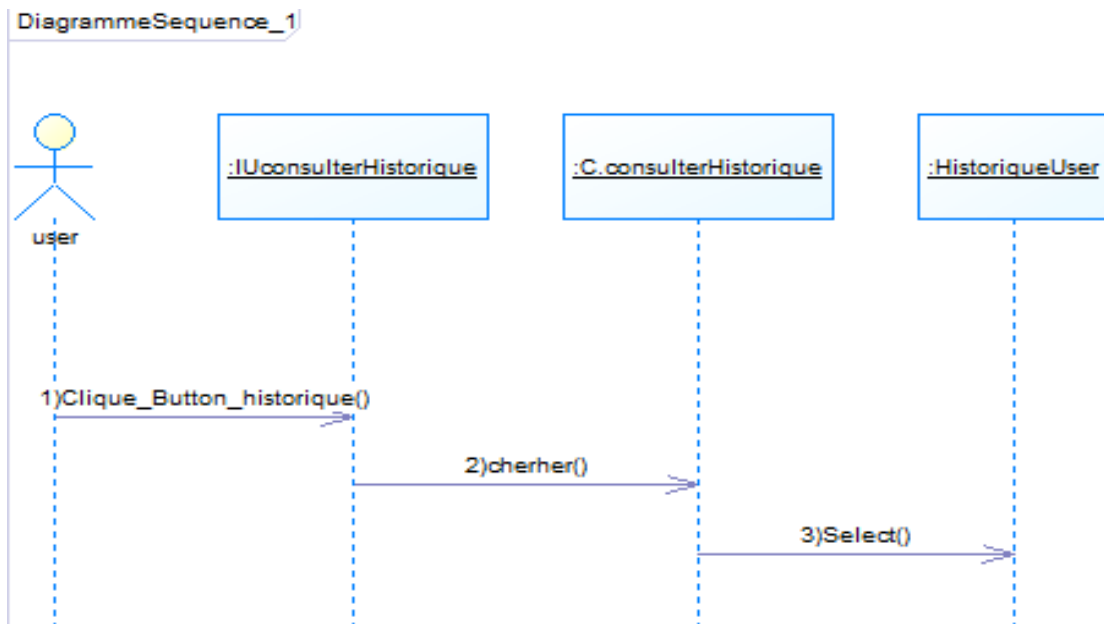 DiagrammeSequence_1
:IUconsulterHistorique
:C.consulterHistorique
:HistoriqueUser
user
1)Clique_Button_historique()
2)cherher()
3)Select()